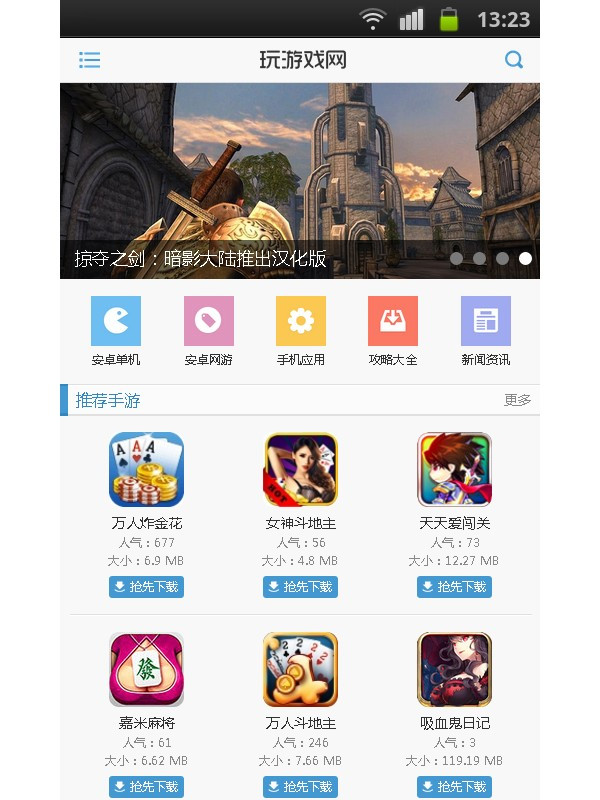 13:23
玩游戏网
掠夺之剑：暗影大陆推出汉化版
安卓单机 安卓网游 手机应用 攻略大全 新闻资讯
推荐手游 更多
A A A
HOT
万人炸金花 女神斗地主 天天爱闯关
人气：677 人气：56 人气：73
大小：6.9 MB 大小：4.8 MB 大小：12.27 MB
抢先下载 抢先下载 抢先下载
發 2 2 2 2
嘉米麻将 万人斗地主 吸血鬼日记
人气：61 人气：246 人气：3
大小：6.62 MB 大小：7.66 MB 大小：119.19 MB
抢先下载 抢先下载 抢先下载